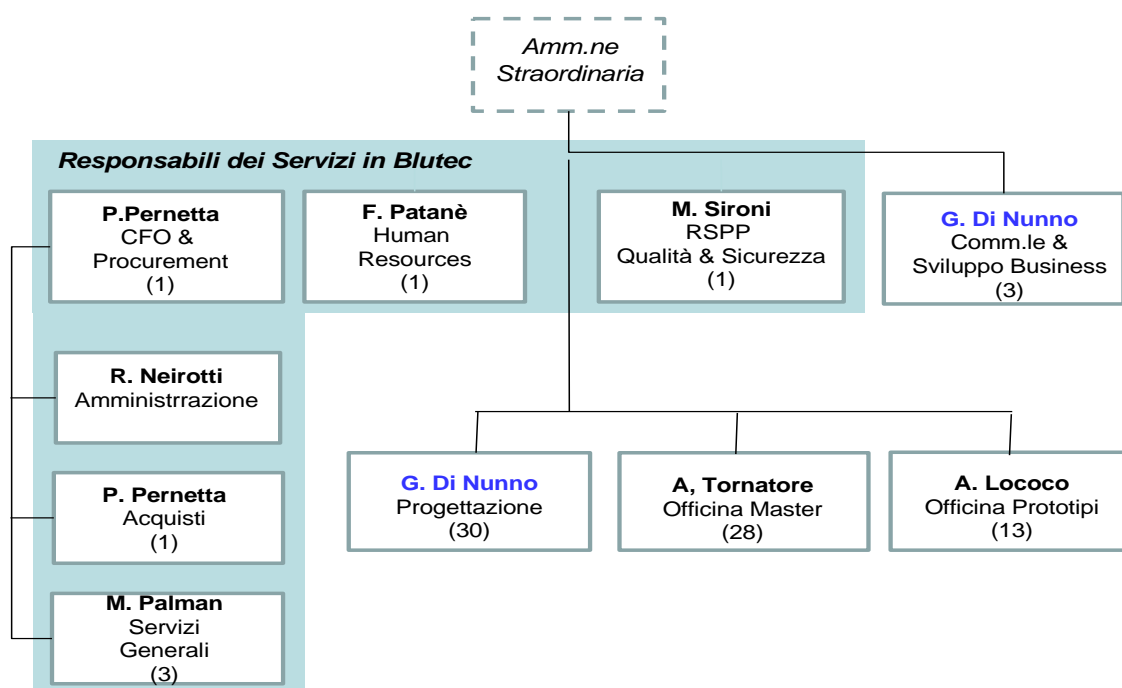 Amm.ne
Straordinaria
Responsabili dei Servizi in Blutec
P.Pernetta
CFO &
Procurement
(1)
F. Patanè
Human
Resources
(1)
M. Sironi
RSPP
Qualità & Sicurezza
(1)
G. Di Nunno
Comm.le &
Sviluppo Business
(3)
R. Neirotti
Amministrrazione
P. Pernetta
Acquisti
(1)
M. Palman
Servizi
Generali
(3)
G. Di Nunno
Progettazione
(30)
A, Tornatore
Officina Master
(28)
A. Lococo
Officina Prototipi
(13)